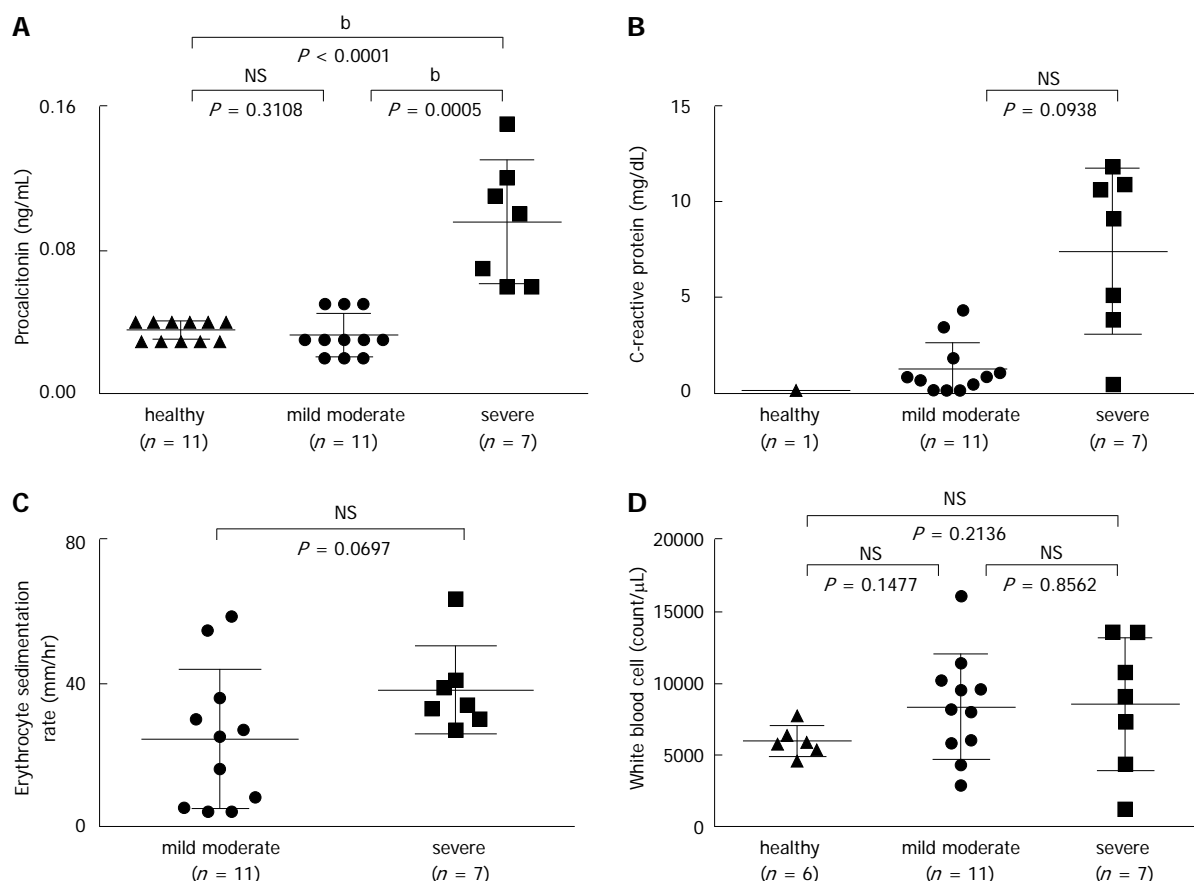 A
b
P < 0.0001
NS
b
P = 0.3108
P = 0.0005
Procalcitonin (ng/mL)
0.16
0.08
0.00
healthy
mild moderate
severe
(n = 11)
(n = 11)
(n = 7)
B
NS
P = 0.0938
C-reactive protein (mg/dL)
15
10
5
0
healthy
mild moderate
severe
(n = 1)
(n = 11)
(n = 7)
C
NS
P = 0.0697
Erythrocyte sedimentation
rate (mm/hr)
80
40
0
mild moderate
severe
(n = 11)
(n = 7)
D
NS
P = 0.2136
NS
NS
P = 0.1477
P = 0.8562
White blood cell (count/μL)
20000
15000
10000
5000
0
healthy
mild moderate
severe
(n = 6)
(n = 11)
(n = 7)